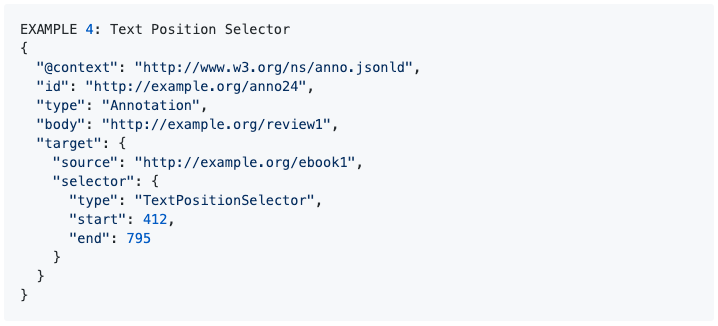 EXAMPLE 4: Text Position Selector
{
  "@context": "http://www.w3.org/ns/anno.jsonld",
  "id": "http://example.org/anno24",
  "type": "Annotation",
  "body": "http://example.org/review1",
  "target": {
    "source": "http://example.org/ebook1",
    "selector": {
      "type": "TextPositionSelector",
      "start": 412,
      "end": 795
    }
  }
}